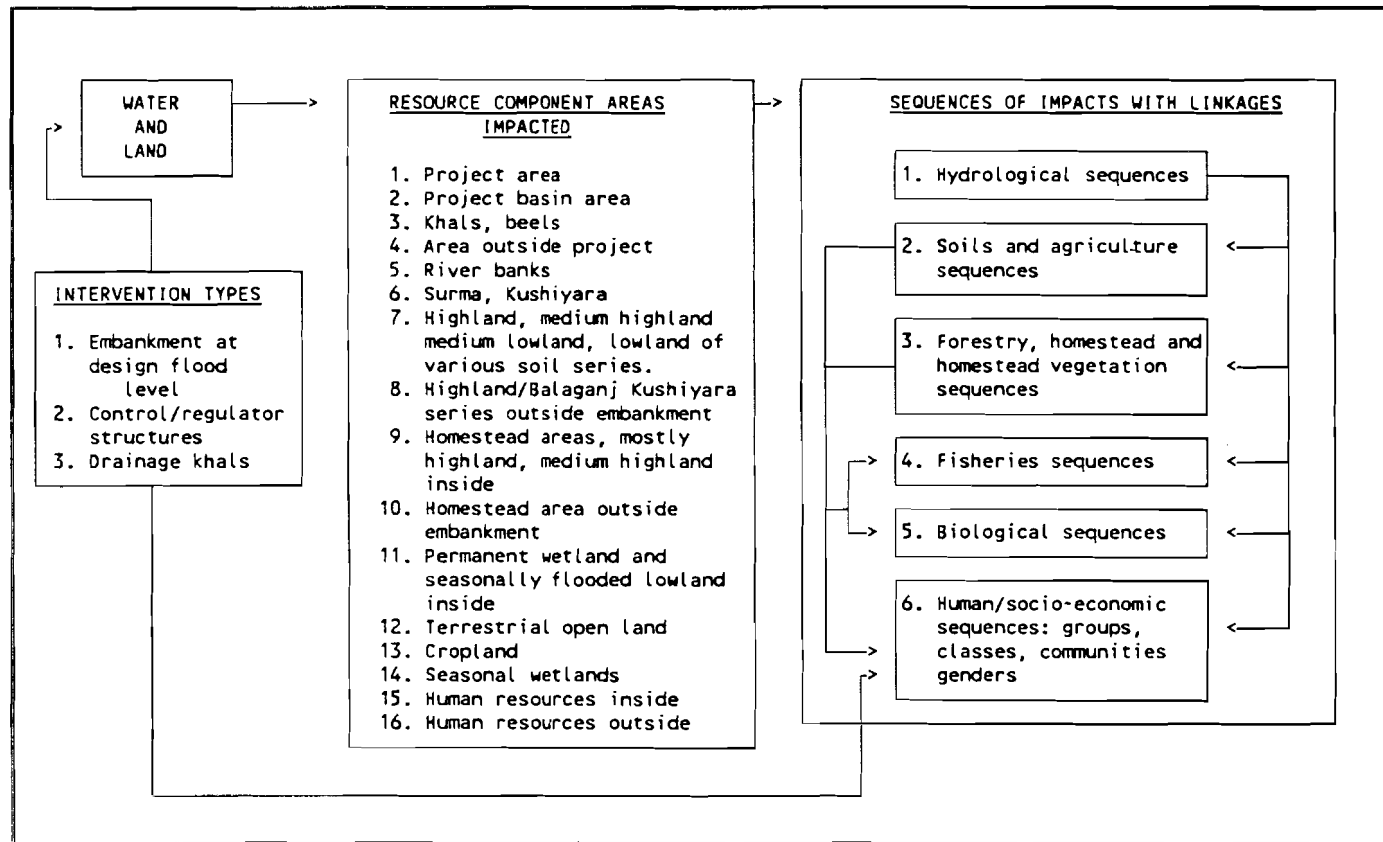 WATER
AND
LAND
INTERVENTION TYPES
1. Embankment at
design flood
level
2. Control/regulator
structures
3. Drainage khals
RESOURCE COMPONENT AREAS
IMPACTED
1. Project area
2. Project basin area
3. Khals, beels
4. Area outside project
5. River banks
6. Surma, Kushiyara
7. Highland, medium highland
medium lowland, lowland of
various soil series.
8. Highland/Balaganj Kushiyara
series outside embankment
9. Homestead areas, mostly
highland, medium highland
inside
10. Homestead area outside
embankment
11. Permanent wetland and
seasonally flooded lowland
inside
12. Terrestrial open land
13. Cropland
14. Seasonal wetlands
15. Human resources inside
16. Human resources outside
SEQUENCES OF IMPACTS WITH LINKAGES
1. Hydrological sequences
2. Soils and agriculture
sequences
3. Forestry, homestead and
homestead vegetation
sequences
4. Fisheries sequences
5. Biological sequences
6. Human/socio-economic
sequences: groups,
classes, communities
genders